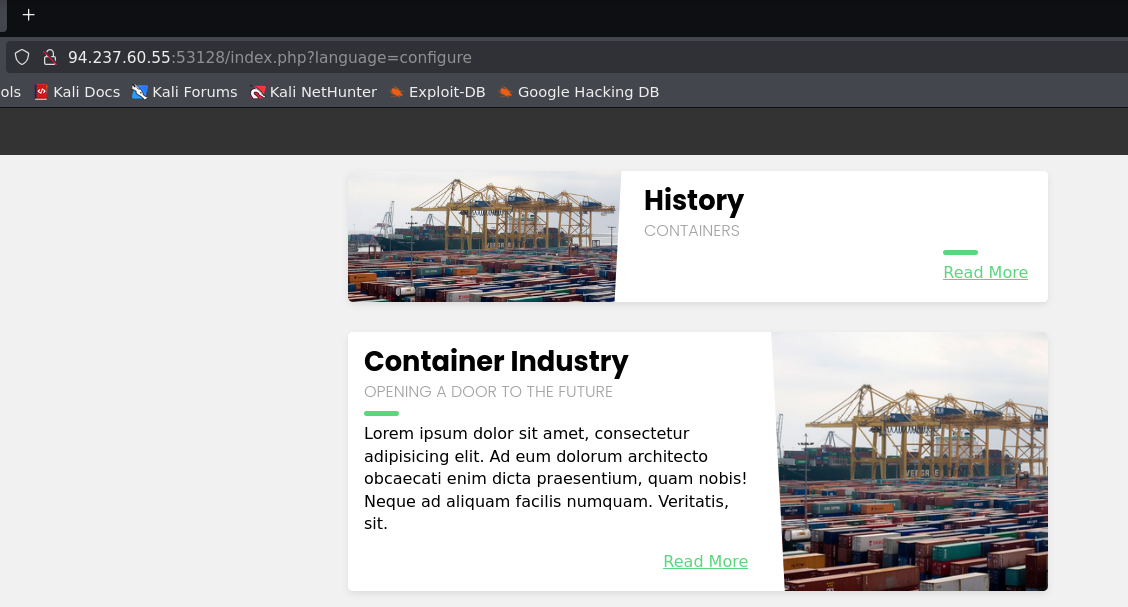 94.237.60.55:53128/index.php?language=configure
ols Kali Docs Kali Forums Kali NetHunter Exploit-DB Google Hacking DB
History
CONTAINERS
Read More
Container Industry
OPENING A DOOR TO THE FUTURE
Lorem ipsum dolor sit amet, consectetur
adipisicing elit. Ad eum dolorum architecto
obcaecati enim dicta praesentium, quam nobis!
Neque ad aliquam facilis numquam. Veritatis,
sit.
Read More